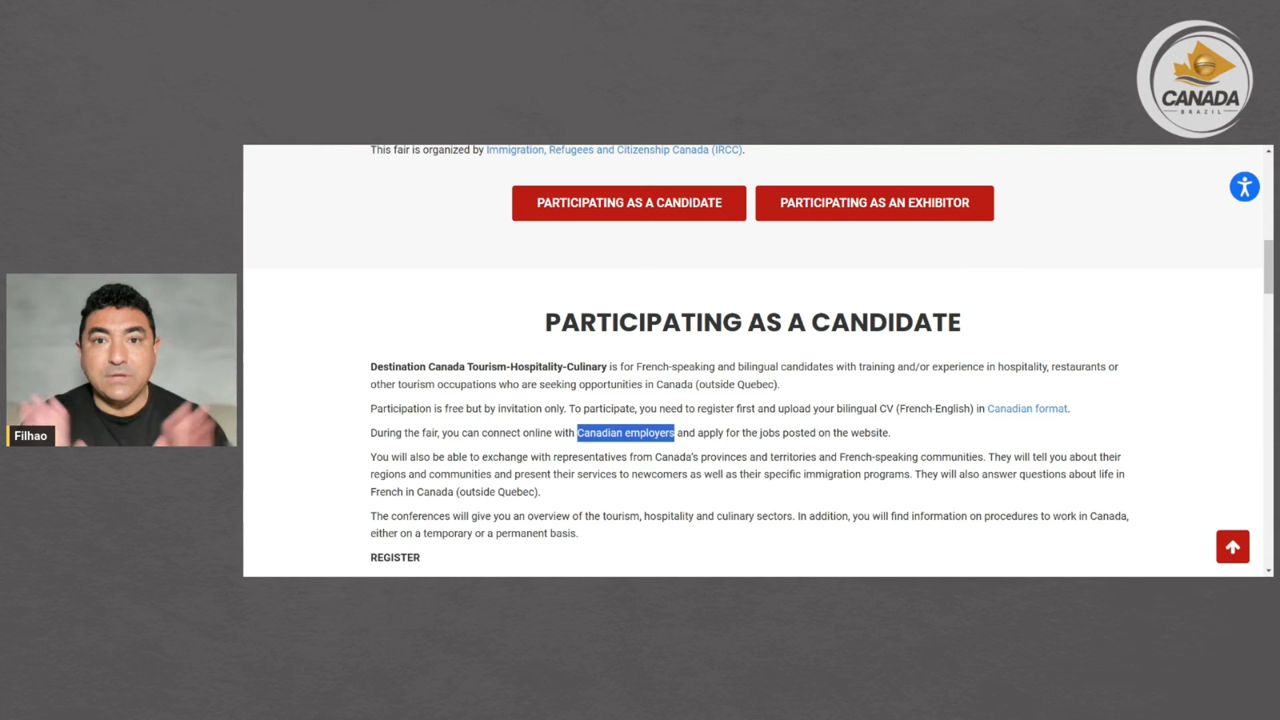 CANADA
BRAZIL
This fair is organized by Immigration, Refugees and Citizenship Canada (IRCC).
PARTICIPATING AS A CANDIDATE
PARTICIPATING AS AN EXHIBITOR
PARTICIPATING AS A CANDIDATE
Destination Canada Tourism-Hospitality-Culinary is for French-speaking and bilingual candidates with training and/or experience in hospitality, restaurants or
other tourism occupations who are seeking opportunities in Canada (outside Quebec).
Participation is free but by invitation only. To participate, you need to register first and upload your bilingual CV (French-English) in Canadian format.
During the fair, you can connect online with Canadian employers and apply for the jobs posted on the website.
You will also be able to exchange with representatives from Canada's provinces and territories and French-speaking communities. They will tell you about their
regions and communities and present their services to newcomers as well as their specific immigration programs. They will also answer questions about life in
French in Canada (outside Quebec).
The conferences will give you an overview of the tourism, hospitality and culinary sectors. In addition, you will find information on procedures to work in Canada,
either on a temporary or a permanent basis.
REGISTER
Filhao